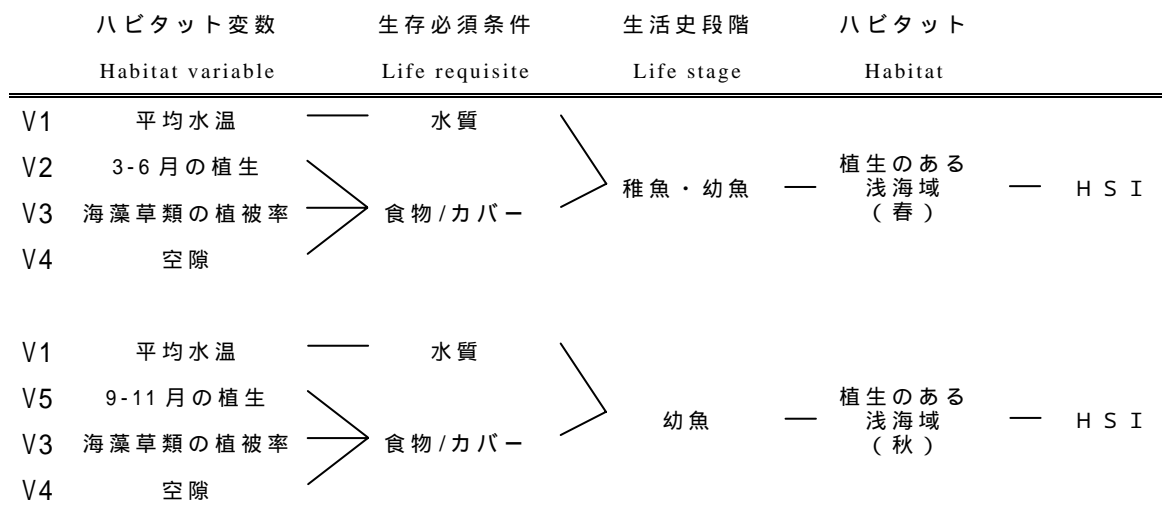 ハビタット変数 生存必須条件 生活史段階 ハビタット
Habitat variable Life requisite Life stage Habitat
V1 平均水温 水質
V2 3-6月の植生
V3 海藻草類の植被率 食物/カバー
V4 空隙
稚魚・幼魚
植生のある
浅海域
(春)
HSI
V1 平均水温 水質
V5 9-11月の植生
V3 海藻草類の植被率 食物/カバー
V4 空隙
幼魚
植生のある
浅海域
(秋)
HSI